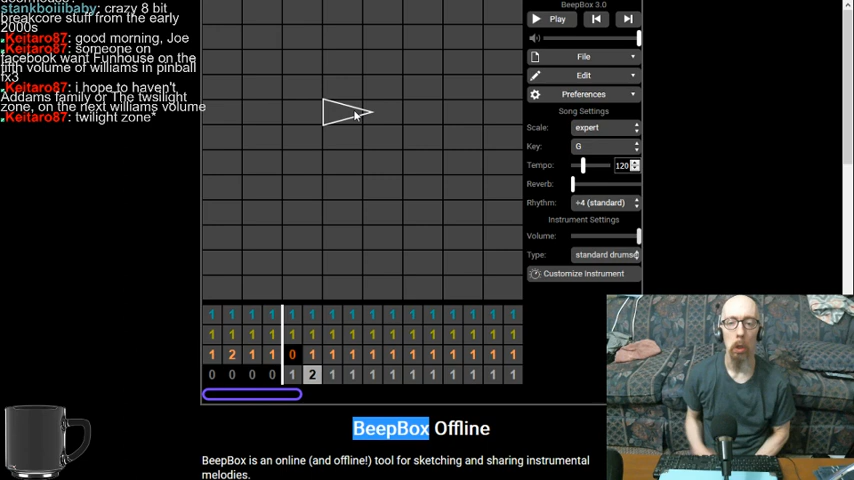 stankboiiibaby: crazy 8 bit
breakcore stuff from the early
2000s
Keitaro87: good morning, Joe
Keitaro87: someone on
facebook want Funhouse on the
fifth volume of williams in pinball
fx3
Keitaro87: i hope to haven't
Addams family or The twsilight
zone, on the next williams volume
Keitaro87: twilight zone*
BeepBox 3.0
Play
File
Edit
Preferences
Song Settings
Scale: expert
Key: G
Tempo: 120
Reverb:
Rhythm: ÷4 (standard)
Instrument Settings
Volume:
Type: standard drums
Customize Instrument
1 1 1 1 1 1 1 1 1 1 1 1 1 1 1 1
1 1 1 1 1 1 1 1 1 1 1 1 1 1 1 1
1 2 1 1 0 1 1 1 1 1 1 1 1 1 1 1
0 0 0 0 1 2 1 1 1 1 1 1 1 1 1 1
BeepBox Offline
BeepBox is an online (and offline!) tool for sketching and sharing instrumental
melodies.